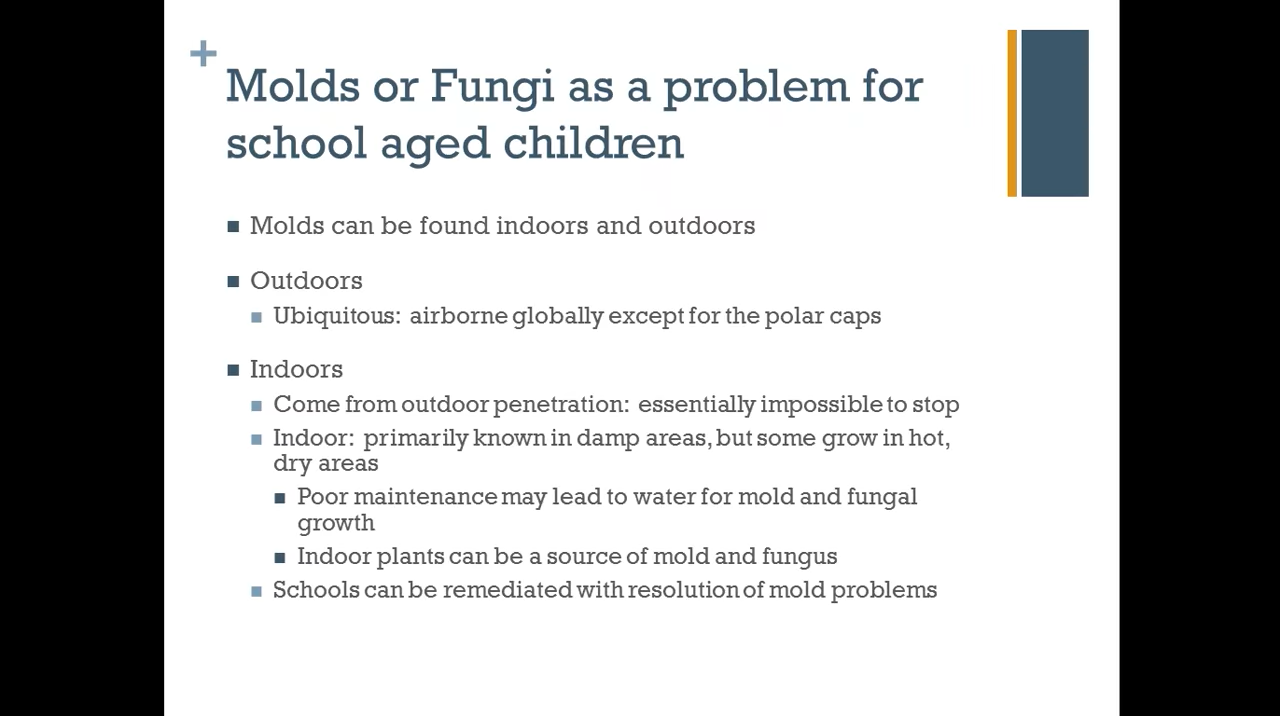 +
Molds or Fungi as a problem for
school aged children
Molds can be found indoors and outdoors
Outdoors
Ubiquitous: airborne globally except for the polar caps
Indoors
Come from outdoor penetration: essentially impossible to stop
Indoor: primarily known in damp areas, but some grow in hot,
dry areas
Poor maintenance may lead to water for mold and fungal
growth
Indoor plants can be a source of mold and fungus
Schools can be remediated with resolution of mold problems